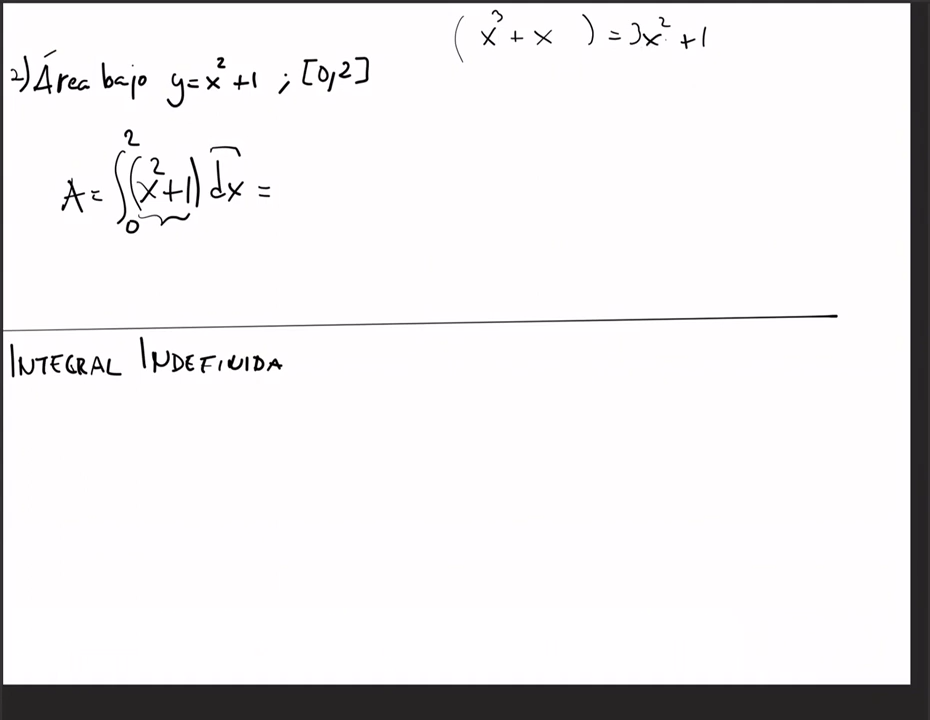 (x³ + x ) = 3x² + 1
2) Área bajo y = x² + 1 ; [0,2]
A = ∫₀² (x² + 1) dx =
INTEGRAL INDEFINIDA